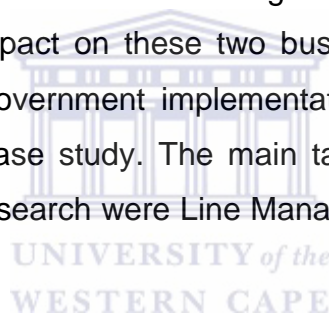 pact on these two bus
overnment implementat
ase study. The main ta
search were Line Mana
UNIVERSITY of the
WESTERN CAPE